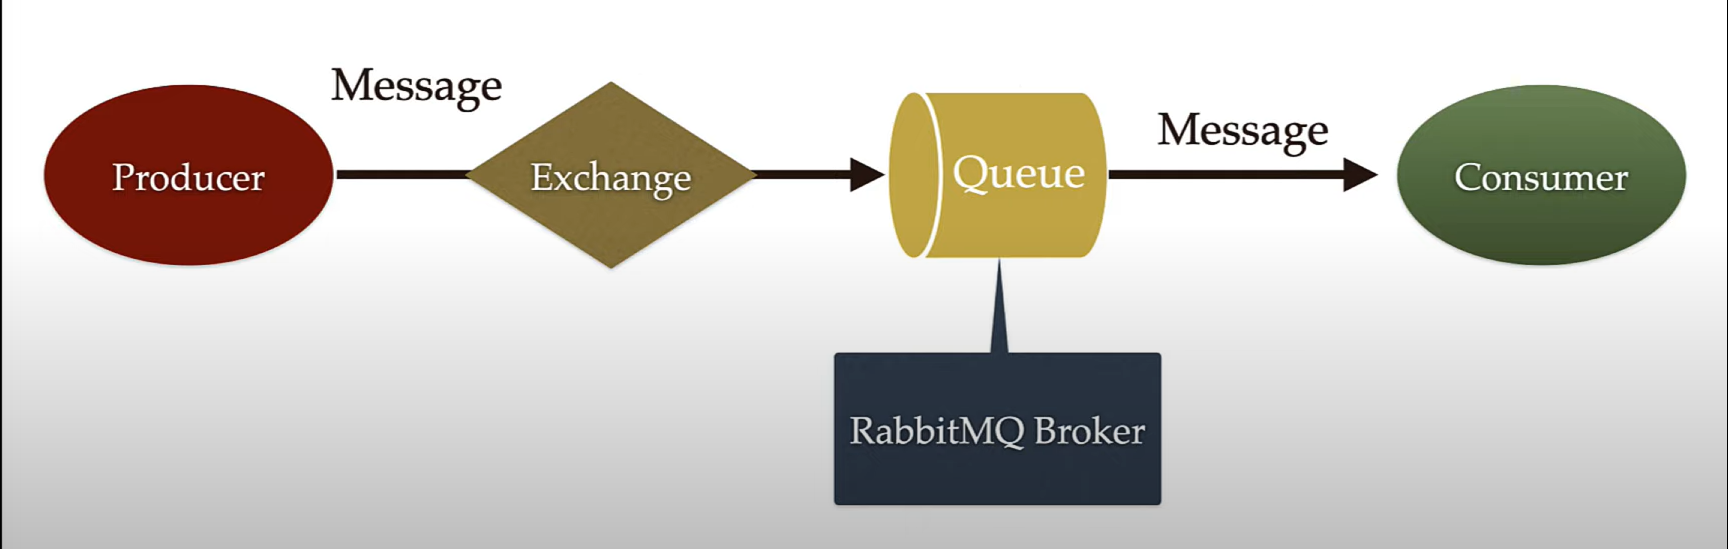 Message
Producer
Exchange
Queue
Message
Consumer
RabbitMQ Broker